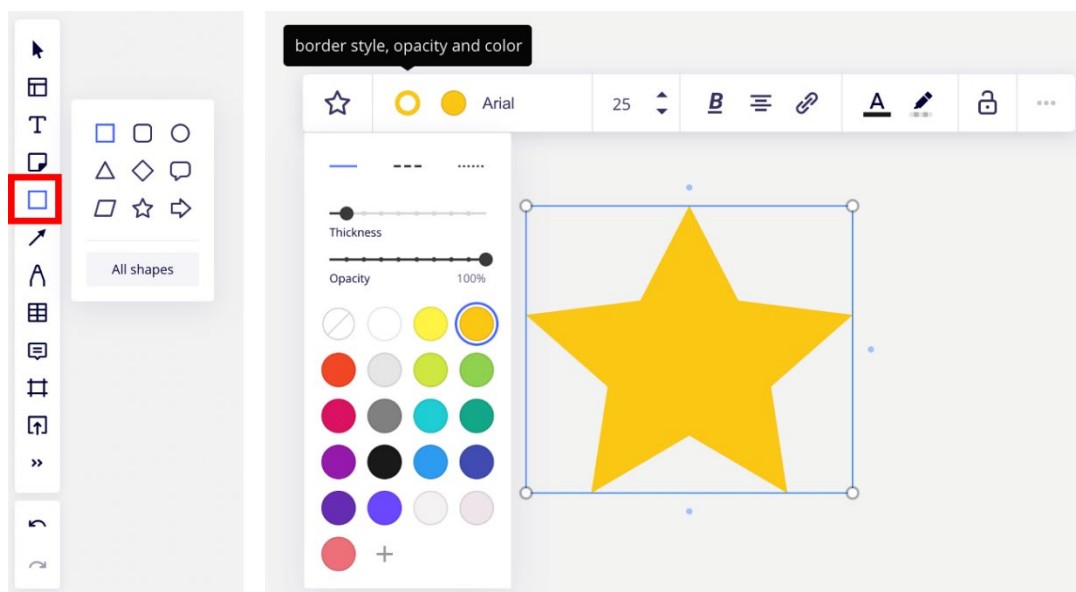 All shapes
border style, opacity and color
Arial 25 B A
Thickness
Opacity 100%